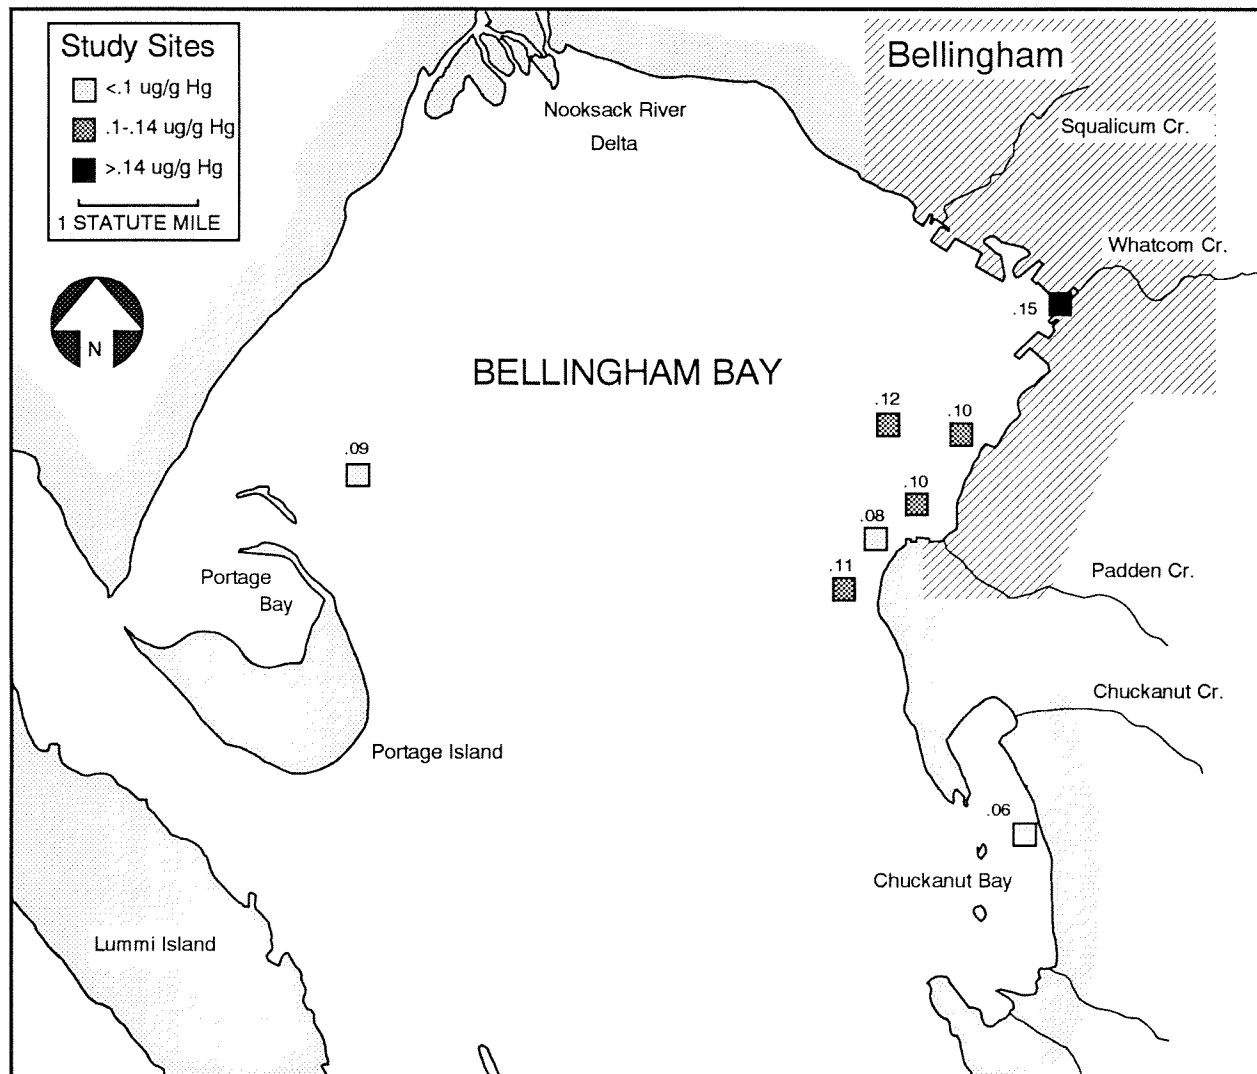 Study Sites
<.1 ug/g Hg
.1-.14 ug/g Hg
>.14 ug/g Hg
1 STATUTE MILE
N
Bellingham
Nooksack River
Delta
Squalicum Cr.
Whatcom Cr.
.15
BELLINGHAM BAY
.12
.10
.09
.10
.08
.11
Portage
Bay
Padden Cr.
Chuckanut Cr.
Portage Island
.06
Chuckanut Bay
Lummi Island